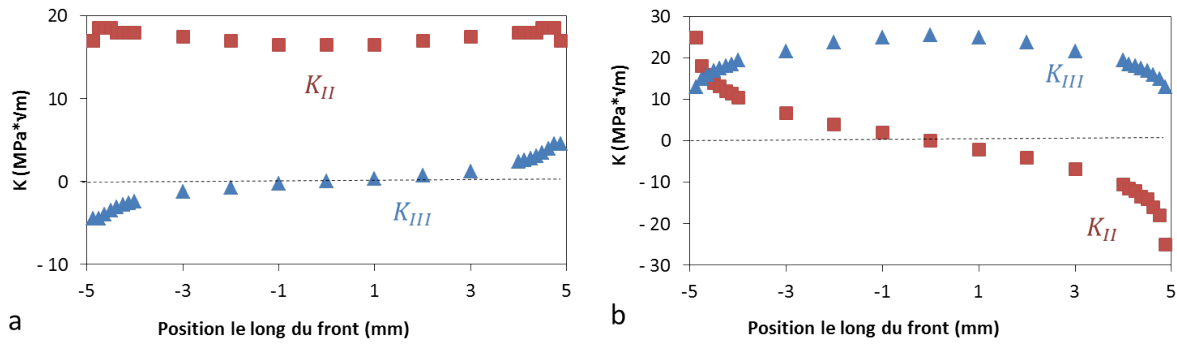 20
10
0
- 10
K (MPa*√m)
K_II
K_III
-5 -3 -1 1 3 5
Position le long du front (mm)
a
30
20
10
0
- 10
- 20
- 30
K (MPa*√m)
K_III
K_II
-5 -3 -1 1 3 5
Position le long du front (mm)
b